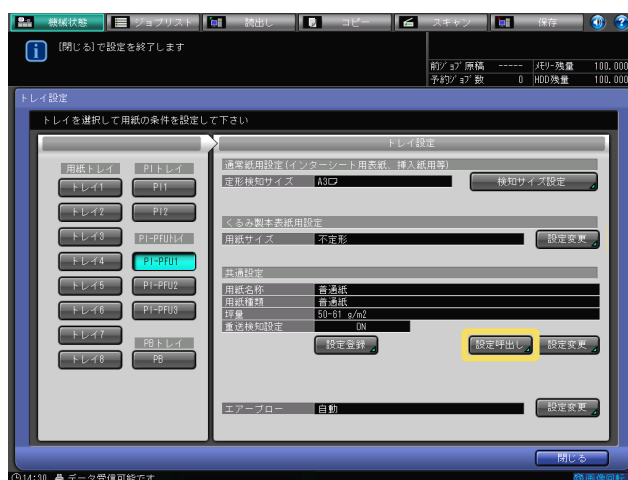 機械状態 ジョブリスト 読出し コピー スキャン 保存
[閉じる]で設定を終了します
前ジョブ原稿 ----- メモリー残量 100.000
予約ジョブ数 0 HDD残量 100.000
トレイ設定
トレイを選択して用紙の条件を設定して下さい
トレイ設定
用紙トレイ PIトレイ
トレイ1 PI1
トレイ2 PI2
トレイ3 PI-PFUトレイ
トレイ4 PI-PFU1
トレイ5 PI-PFU2
トレイ6 PI-PFU3
トレイ7 PBトレイ
トレイ8 PB
通常紙用設定(インターシート用表紙、挿入紙用等)
定形検知サイズ A3 検知サイズ設定
くるみ製本表紙用設定
用紙サイズ 不定形 設定変更
共通設定
用紙名称 普通紙
用紙種類 普通紙
坪量 50-61 g/m2
重送検知設定 ON
設定登録 設定呼出し 設定変更
エアーブロー 自動 設定変更
閉じる
14:30 データ受信可能です 画像回転